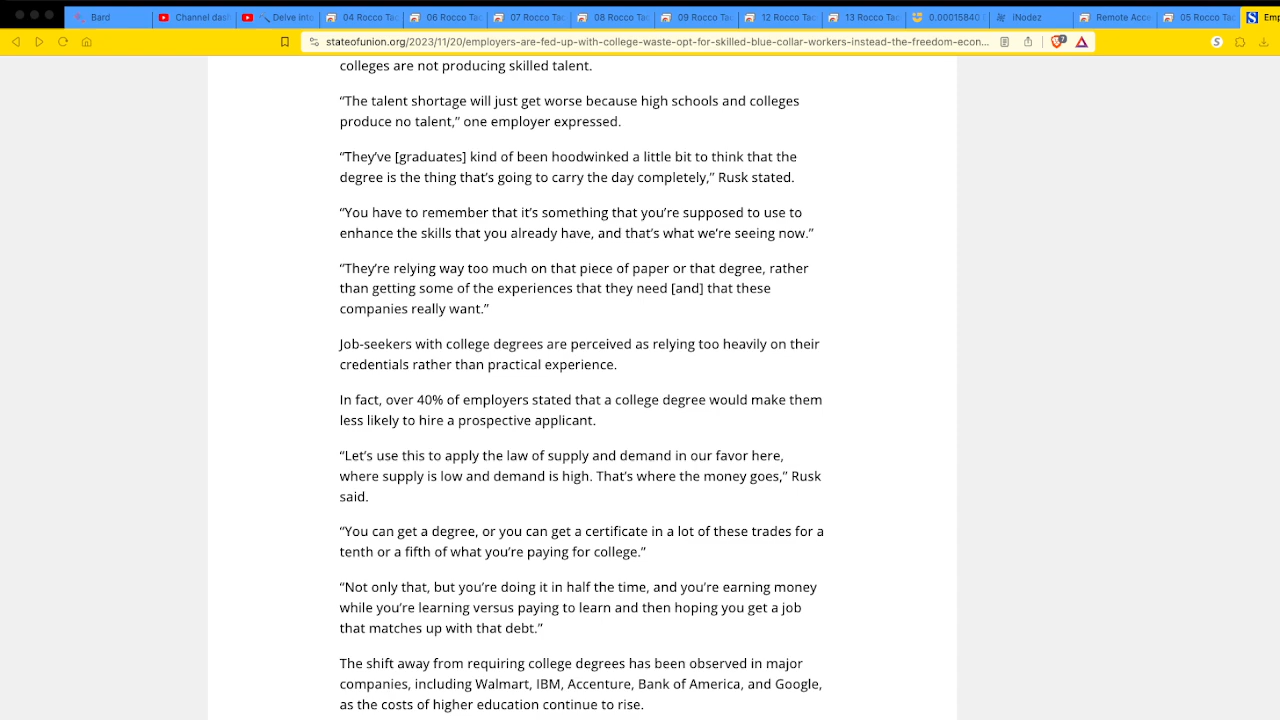 Bard
Channel dash
Delve into
04 Rocco Tac
06 Rocco Tac
07 Rocco Tac
08 Rocco Tac
09 Rocco Tac
12 Rocco Tac
13 Rocco Tac
0.00015840
iNodez
Remote Acce
05 Rocco Tac
S Emp
stateofunion.org/2023/11/20/employers-are-fed-up-with-college-waste-opt-for-skilled-blue-collar-workers-instead-the-freedom-econ...
colleges are not producing skilled talent.
“The talent shortage will just get worse because high schools and colleges
produce no talent,” one employer expressed.
“They’ve [graduates] kind of been hoodwinked a little bit to think that the
degree is the thing that’s going to carry the day completely,” Rusk stated.
“You have to remember that it’s something that you’re supposed to use to
enhance the skills that you already have, and that’s what we’re seeing now.”
“They’re relying way too much on that piece of paper or that degree, rather
than getting some of the experiences that they need [and] that these
companies really want.”
Job-seekers with college degrees are perceived as relying too heavily on their
credentials rather than practical experience.
In fact, over 40% of employers stated that a college degree would make them
less likely to hire a prospective applicant.
“Let’s use this to apply the law of supply and demand in our favor here,
where supply is low and demand is high. That’s where the money goes,” Rusk
said.
“You can get a degree, or you can get a certificate in a lot of these trades for a
tenth or a fifth of what you’re paying for college.”
“Not only that, but you’re doing it in half the time, and you’re earning money
while you’re learning versus paying to learn and then hoping you get a job
that matches up with that debt.”
The shift away from requiring college degrees has been observed in major
companies, including Walmart, IBM, Accenture, Bank of America, and Google,
as the costs of higher education continue to rise.